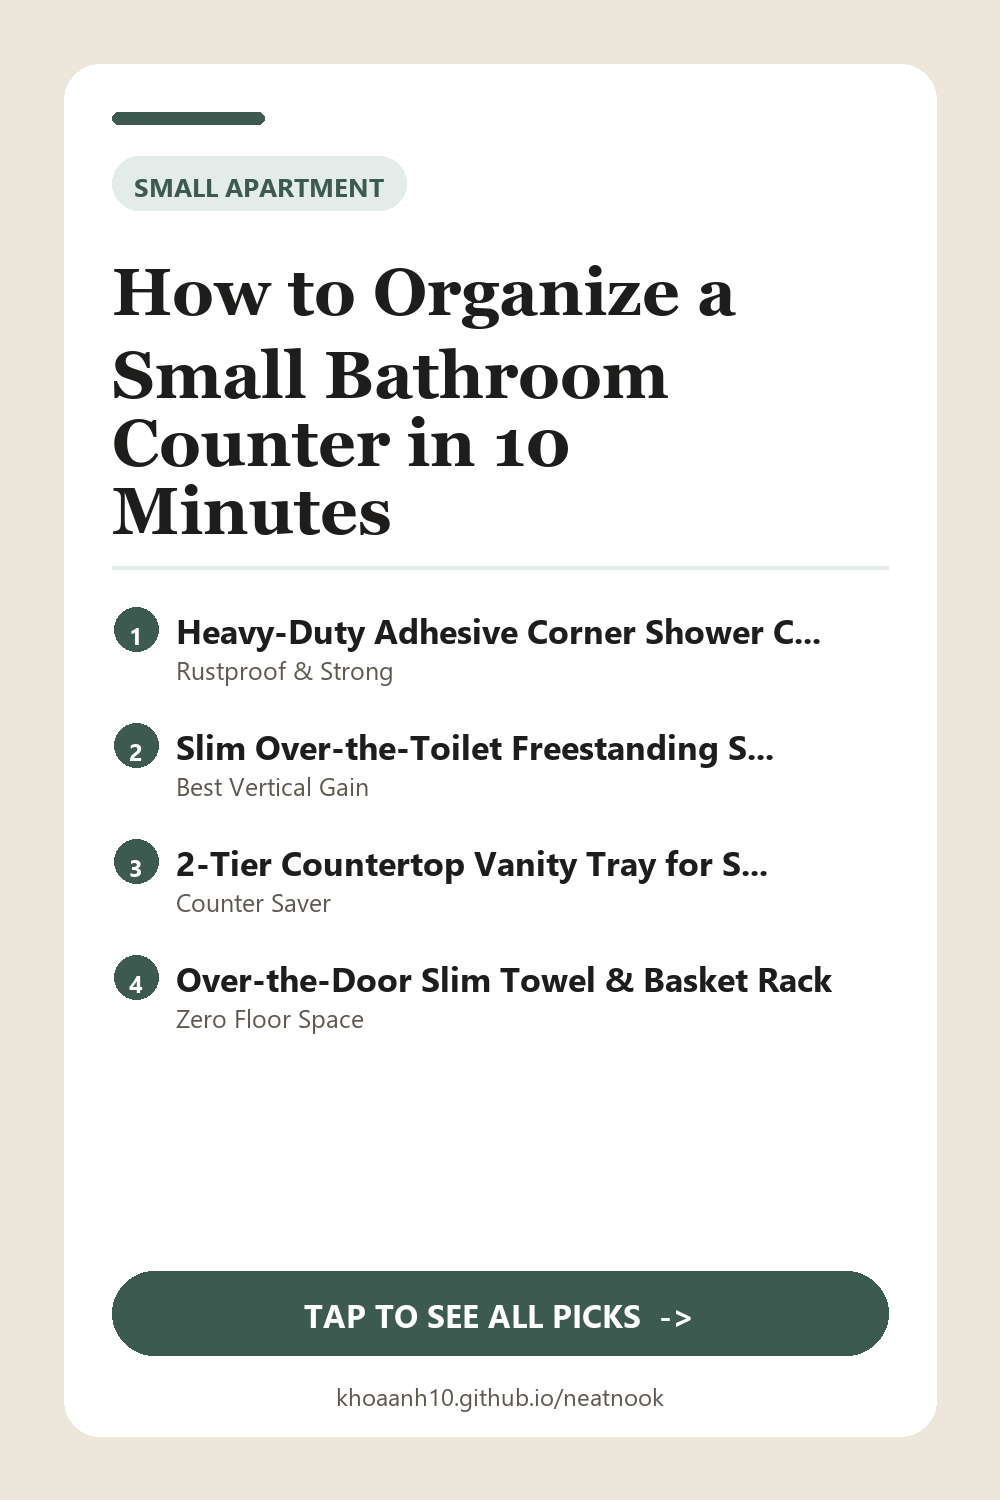 SMALL APARTMENT
How to Organize a
Small Bathroom
Counter in 10
Minutes
1 Heavy-Duty Adhesive Corner Shower C...
Rustproof & Strong
2 Slim Over-the-Toilet Freestanding S...
Best Vertical Gain
3 2-Tier Countertop Vanity Tray for S...
Counter Saver
4 Over-the-Door Slim Towel & Basket Rack
Zero Floor Space
TAP TO SEE ALL PICKS ->
khoaanh10.github.io/neatnook